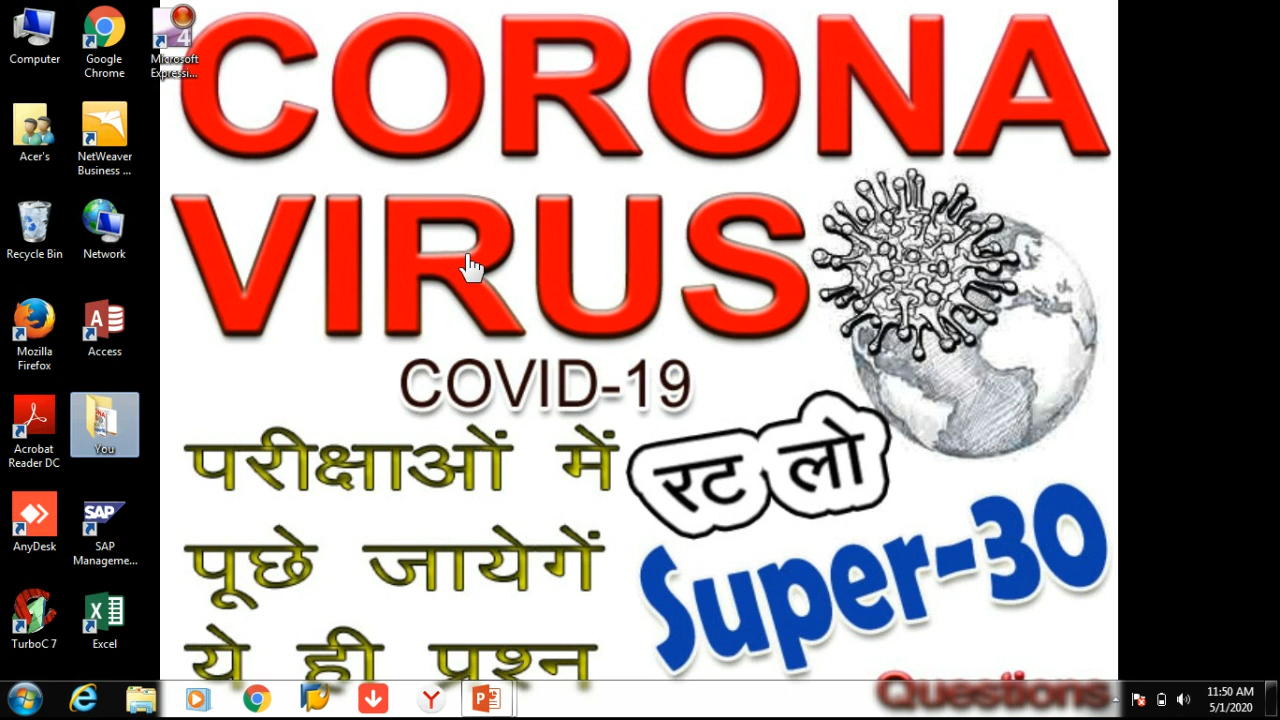 Computer
Google Chrome
Microsoft Expressi...
Acer's
NetWeaver Business ...
Recycle Bin
Network
Mozilla Firefox
Access
Acrobat Reader DC
You
AnyDesk
SAP Manageme...
TurboC 7
Excel
CORONA
VIRUS
COVID-19
परीक्षाओं में
रट लो
पूछे जायेगें
Super-30
ये ही प्रश्न
Questions
11:50 AM
5/1/2020